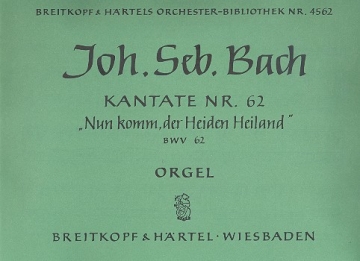 BREITKOPF & HÄRTELS ORCHESTER-BIBLIOTHEK NR. 4562
Joh. Seb. Bach
KANTATE NR. 62
„Nun komm, der Heiden Heiland"
BWV 62
ORGEL
BREITKOPF & HÄRTEL · WIESBADEN